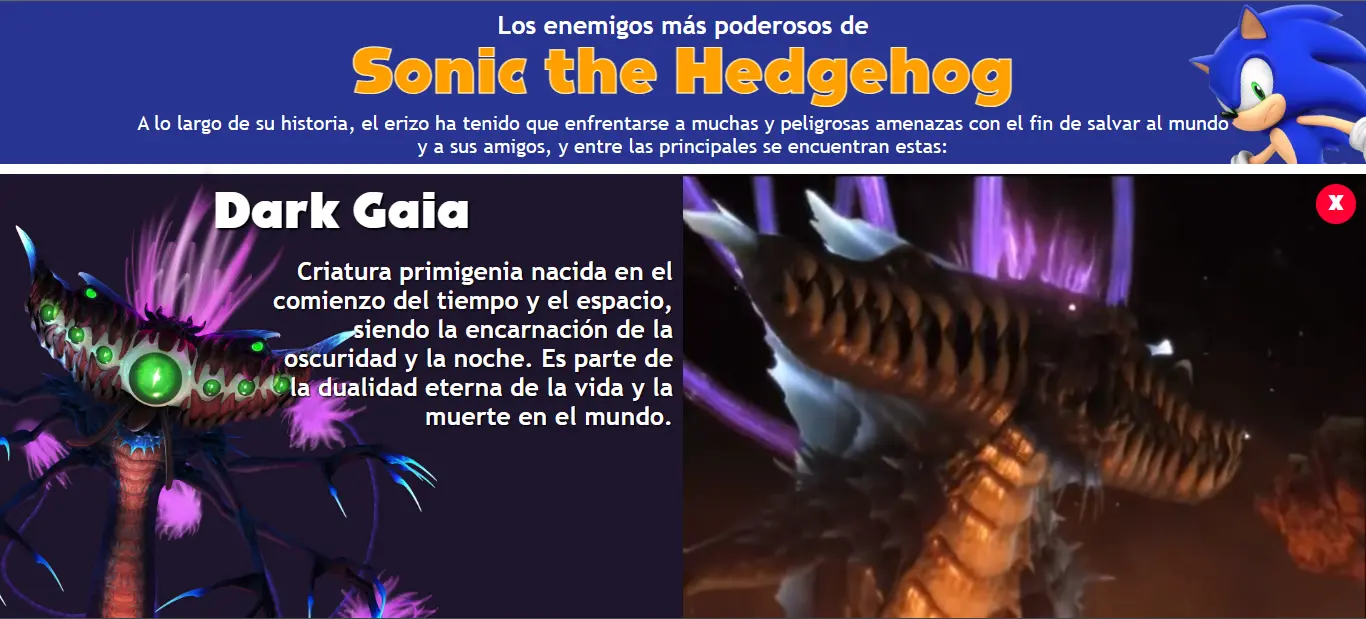 Los enemigos más poderosos de
Sonic the Hedgehog
A lo largo de su historia, el erizo ha tenido que enfrentarse a muchas y peligrosas amenazas con el fin de salvar al mundo
y a sus amigos, y entre las principales se encuentran estas:
Dark Gaia
Criatura primigenia nacida en el
comienzo del tiempo y el espacio,
siendo la encarnación de la
oscuridad y la noche. Es parte de
la dualidad eterna de la vida y la
muerte en el mundo.
X